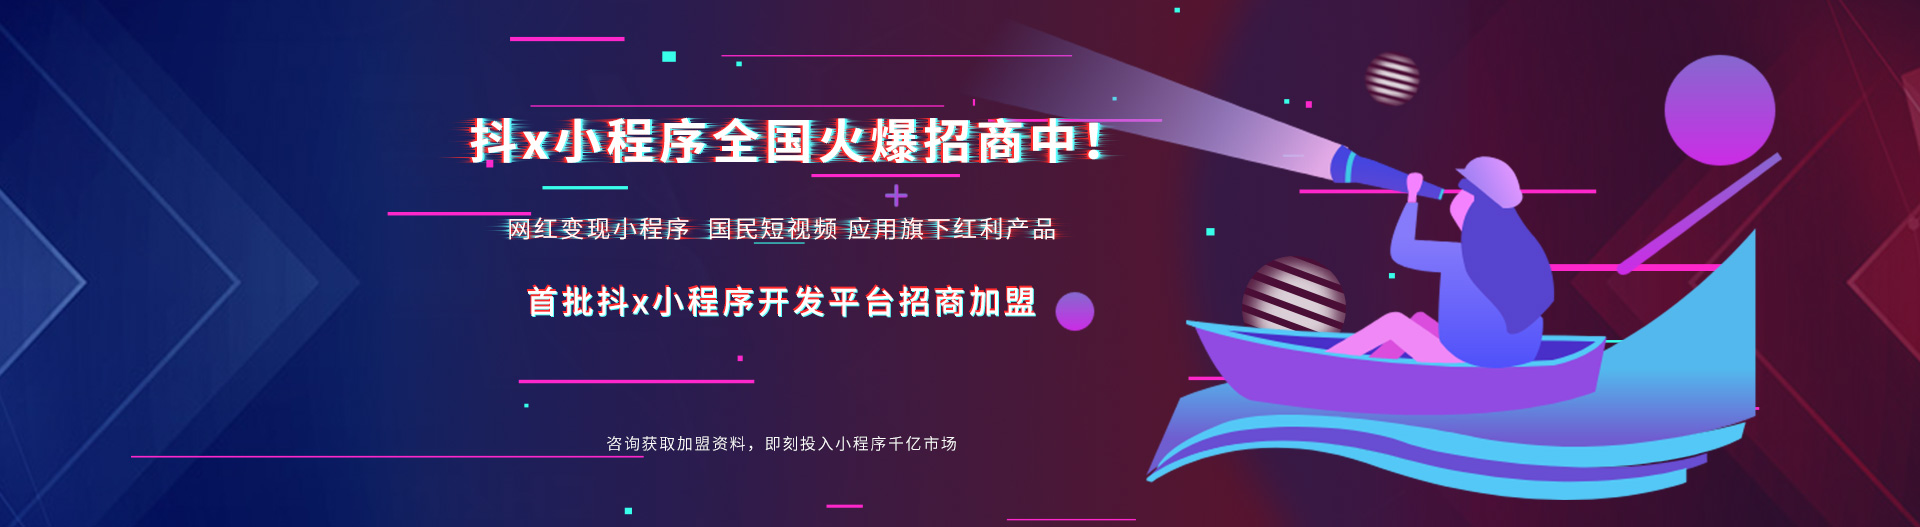 抖x小程序全国火爆招商中！
网红变现小程序 国民短视频 应用旗下红利产品
首批抖x小程序开发平台招商加盟
咨询获取加盟资料，即刻投入小程序千亿市场